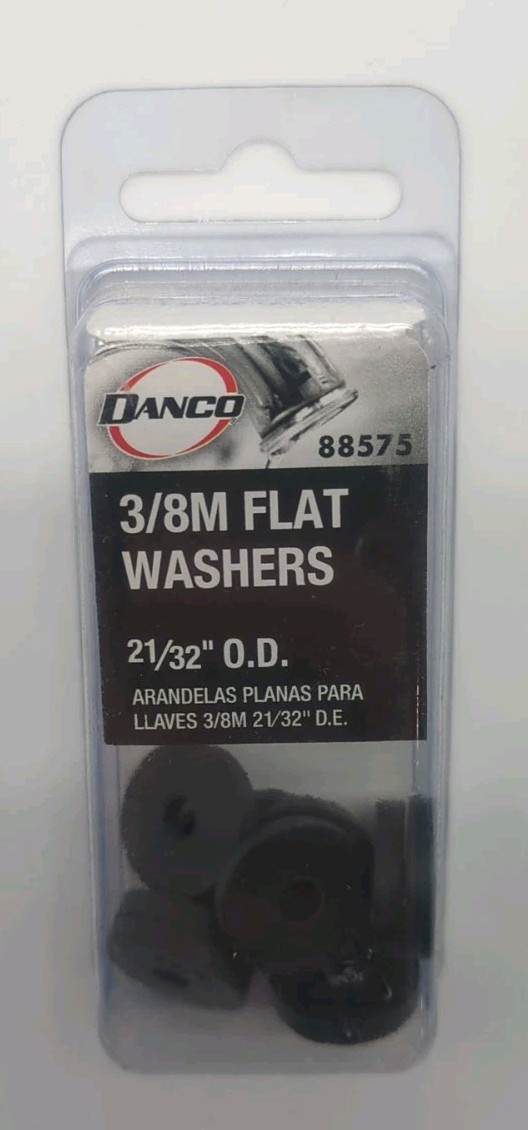 DANCO
88575
3/8M FLAT
WASHERS
21/32" O.D.
ARANDELAS PLANAS PARA
LLAVES 3/8M 21/32" D.E.